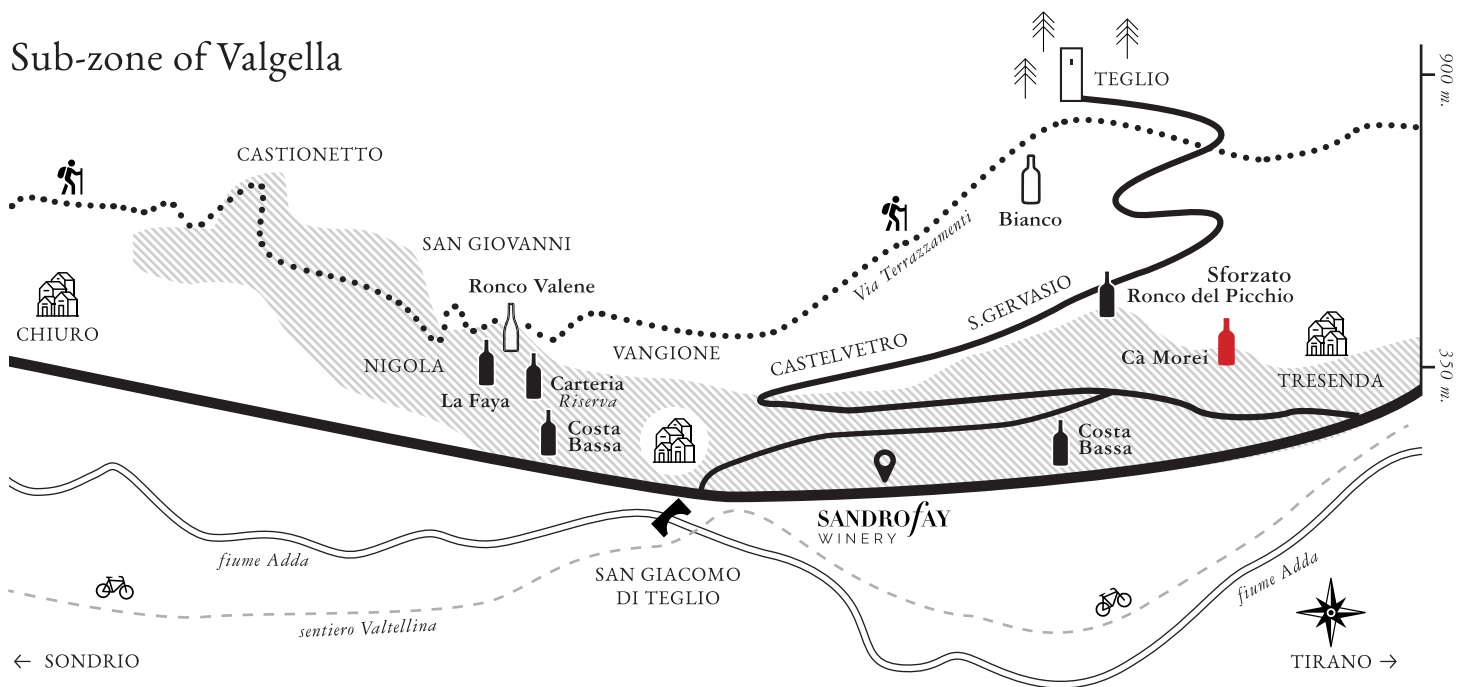 Sub-zone of Valgella
TEGLIO
900 m.
CASTIONETTO
Bianco
SAN GIOVANNI
Via Terrazzamenti
Ronco Valene
S.GERVASIO
Sforzato
Ronco del Picchio
CHIURO
NIGOLA
VANGIONE
CASTELVETRO
Cà Morei
350 m.
TRESENDA
La Faya
Carteria
Riserva
Costa
Bassa
Costa
Bassa
SANDROFAY
WINERY
fiume Adda
SAN GIACOMO
DI TEGLIO
fiume Adda
sentiero Valtellina
← SONDRIO
TIRANO →